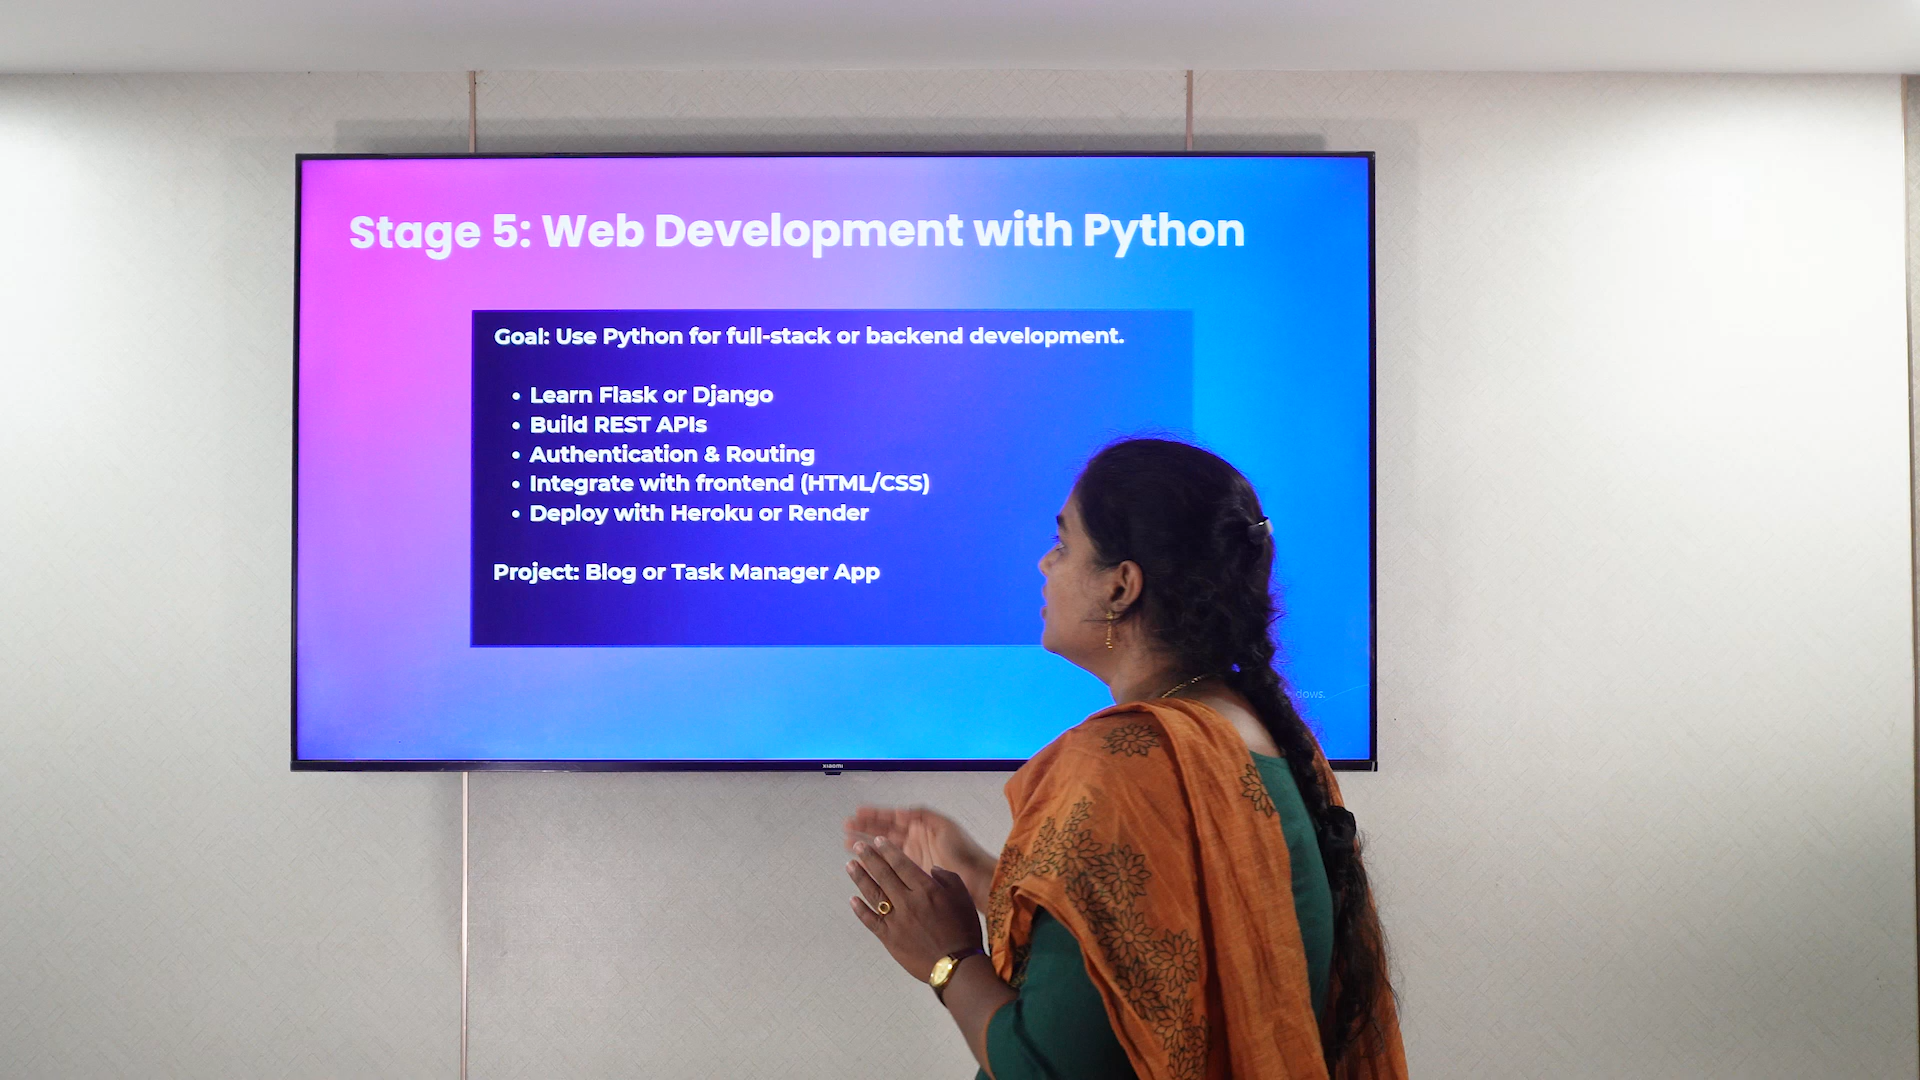 Stage 5: Web Development with Python
Goal: Use Python for full-stack or backend development.
• Learn Flask or Django
• Build REST APIs
• Authentication & Routing
• Integrate with frontend (HTML/CSS)
• Deploy with Heroku or Render
Project: Blog or Task Manager App
dows.
xiaomi